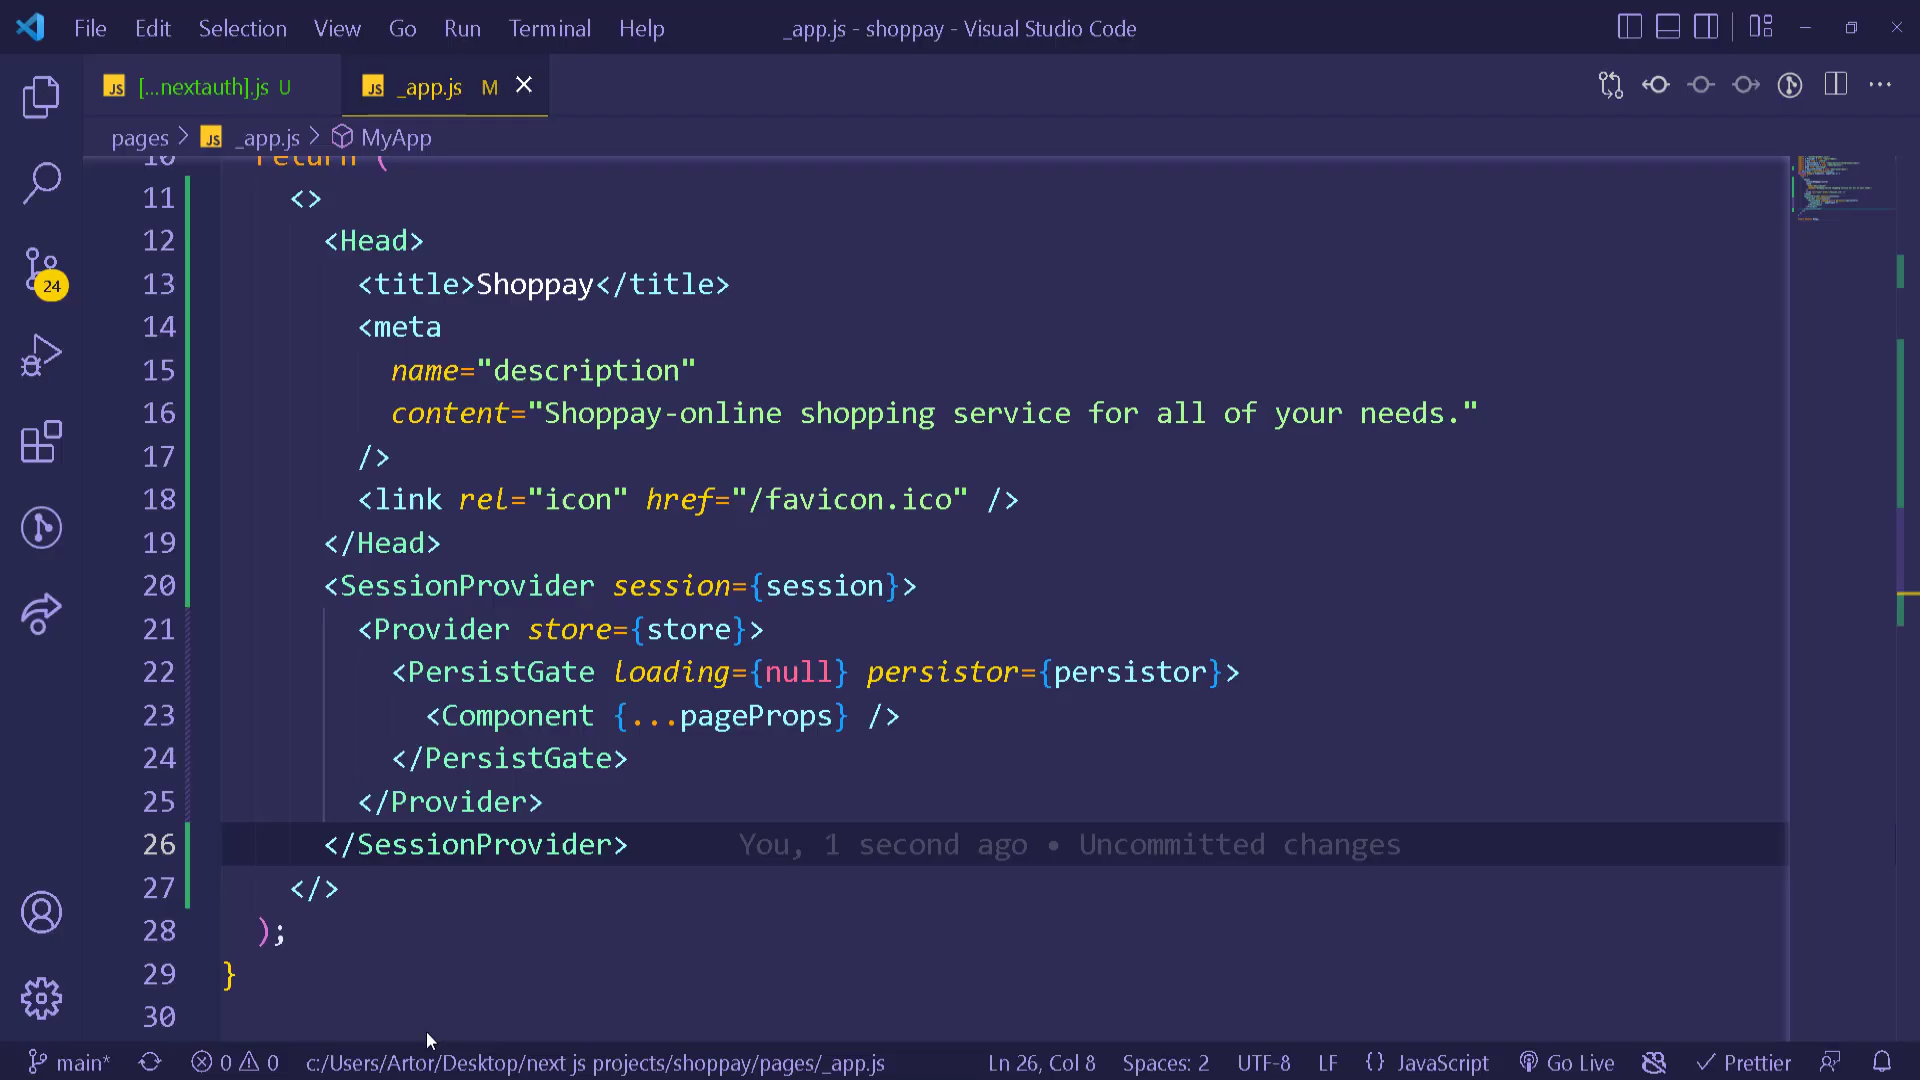 File Edit Selection View Go Run Terminal Help _app.js - shoppay - Visual Studio Code
JS [...nextauth].js U JS _app.js M
pages > JS _app.js > MyApp
10 return (
11 <>
12 <Head>
13 <title>Shoppay</title>
14 <meta
15 name="description"
16 content="Shoppay-online shopping service for all of your needs."
17 />
18 <link rel="icon" href="/favicon.ico" />
19 </Head>
20 <SessionProvider session={session}>
21 <Provider store={store}>
22 <PersistGate loading={null} persistor={persistor}>
23 <Component {...pageProps} />
24 </PersistGate>
25 </Provider>
26 </SessionProvider> You, 1 second ago • Uncommitted changes
27 </>
28 );
29 }
30
24
main* 0 0 c:/Users/Artor/Desktop/next js projects/shoppay/pages/_app.js Ln 26, Col 8 Spaces: 2 UTF-8 LF {} JavaScript Go Live Prettier